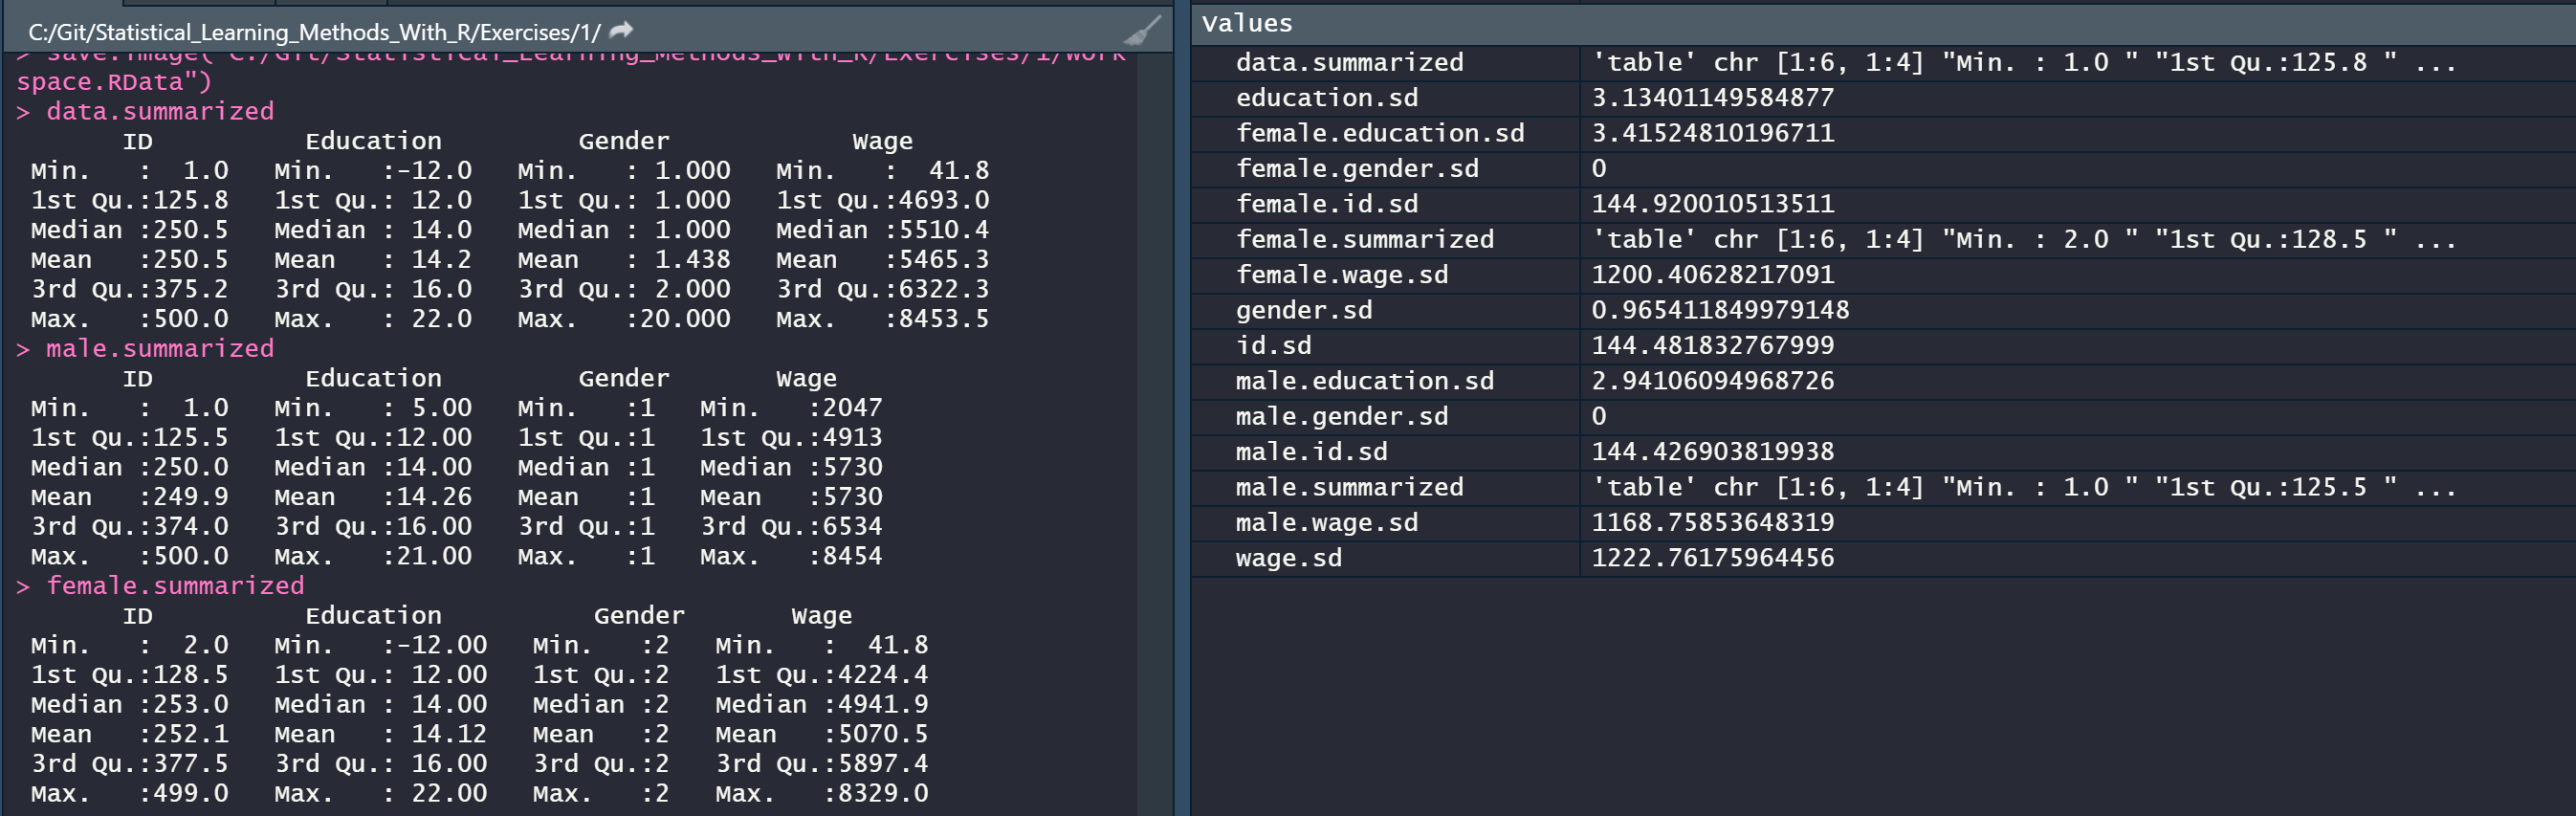 C:/Git/Statistical_Learning_Methods_With_R/Exercises/1/
> save.image("C:/Git/Statistical_Learning_Methods_With_R/Exercises/1/Work
space.RData")
> data.summarized
ID Education Gender Wage
Min. : 1.0 Min. :-12.0 Min. : 1.000 Min. : 41.8
1st Qu.:125.8 1st Qu.: 12.0 1st Qu.: 1.000 1st Qu.:4693.0
Median :250.5 Median : 14.0 Median : 1.000 Median :5510.4
Mean :250.5 Mean : 14.2 Mean : 1.438 Mean :5465.3
3rd Qu.:375.2 3rd Qu.: 16.0 3rd Qu.: 2.000 3rd Qu.:6322.3
Max. :500.0 Max. : 22.0 Max. :20.000 Max. :8453.5
> male.summarized
ID Education Gender Wage
Min. : 1.0 Min. : 5.00 Min. :1 Min. :2047
1st Qu.:125.5 1st Qu.:12.00 1st Qu.:1 1st Qu.:4913
Median :250.0 Median :14.00 Median :1 Median :5730
Mean :249.9 Mean :14.26 Mean :1 Mean :5730
3rd Qu.:374.0 3rd Qu.:16.00 3rd Qu.:1 3rd Qu.:6534
Max. :500.0 Max. :21.00 Max. :1 Max. :8454
> female.summarized
ID Education Gender Wage
Min. : 2.0 Min. :-12.00 Min. :2 Min. : 41.8
1st Qu.:128.5 1st Qu.: 12.00 1st Qu.:2 1st Qu.:4224.4
Median :253.0 Median : 14.00 Median :2 Median :4941.9
Mean :252.1 Mean : 14.12 Mean :2 Mean :5070.5
3rd Qu.:377.5 3rd Qu.: 16.00 3rd Qu.:2 3rd Qu.:5897.4
Max. :499.0 Max. : 22.00 Max. :2 Max. :8329.0
Values
data.summarized 'table' chr [1:6, 1:4] "Min. : 1.0 " "1st Qu.:125.8 " ...
education.sd 3.13401149584877
female.education.sd 3.41524810196711
female.gender.sd 0
female.id.sd 144.920010513511
female.summarized 'table' chr [1:6, 1:4] "Min. : 2.0 " "1st Qu.:128.5 " ...
female.wage.sd 1200.40628217091
gender.sd 0.965411849979148
id.sd 144.481832767999
male.education.sd 2.94106094968726
male.gender.sd 0
male.id.sd 144.426903819938
male.summarized 'table' chr [1:6, 1:4] "Min. : 1.0 " "1st Qu.:125.5 " ...
male.wage.sd 1168.75853648319
wage.sd 1222.76175964456